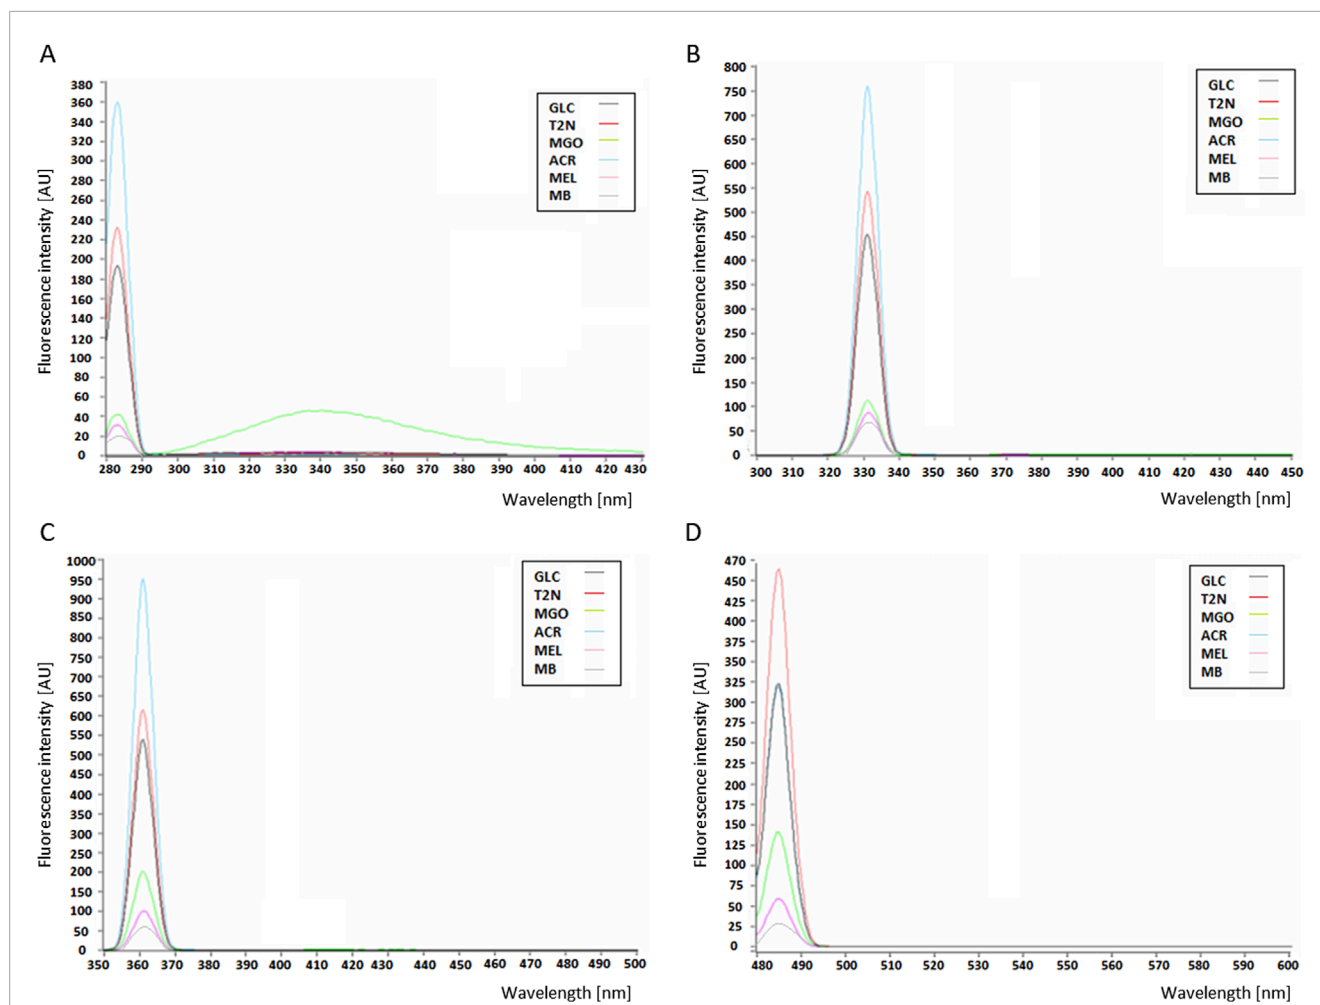 A
380
360
340
320
300
280
260
240
220
200
180
160
140
120
100
80
60
40
20
0
Fluorescence intensity [AU]
GLC
T2N
MGO
ACR
MEL
MB
280 290 300 310 320 330 340 350 360 370 380 390 400 410 420 430
Wavelength [nm]
B
800
750
700
650
600
550
500
450
400
350
300
250
200
150
100
50
0
Fluorescence intensity [AU]
GLC
T2N
MGO
ACR
MEL
MB
300 310 320 330 340 350 360 370 380 390 400 410 420 430 440 450
Wavelength [nm]
C
1000
950
900
850
800
750
700
650
600
550
500
450
400
350
300
250
200
150
100
50
0
Fluorescence intensity [AU]
GLC
T2N
MGO
ACR
MEL
MB
350 360 370 380 390 400 410 420 430 440 450 460 470 480 490 500
Wavelength [nm]
D
470
450
425
400
375
350
325
300
275
250
225
200
175
150
125
100
75
50
25
0
Fluorescence intensity [AU]
GLC
T2N
MGO
ACR
MEL
MB
480 490 500 510 520 530 540 550 560 570 580 590 600
Wavelength [nm]